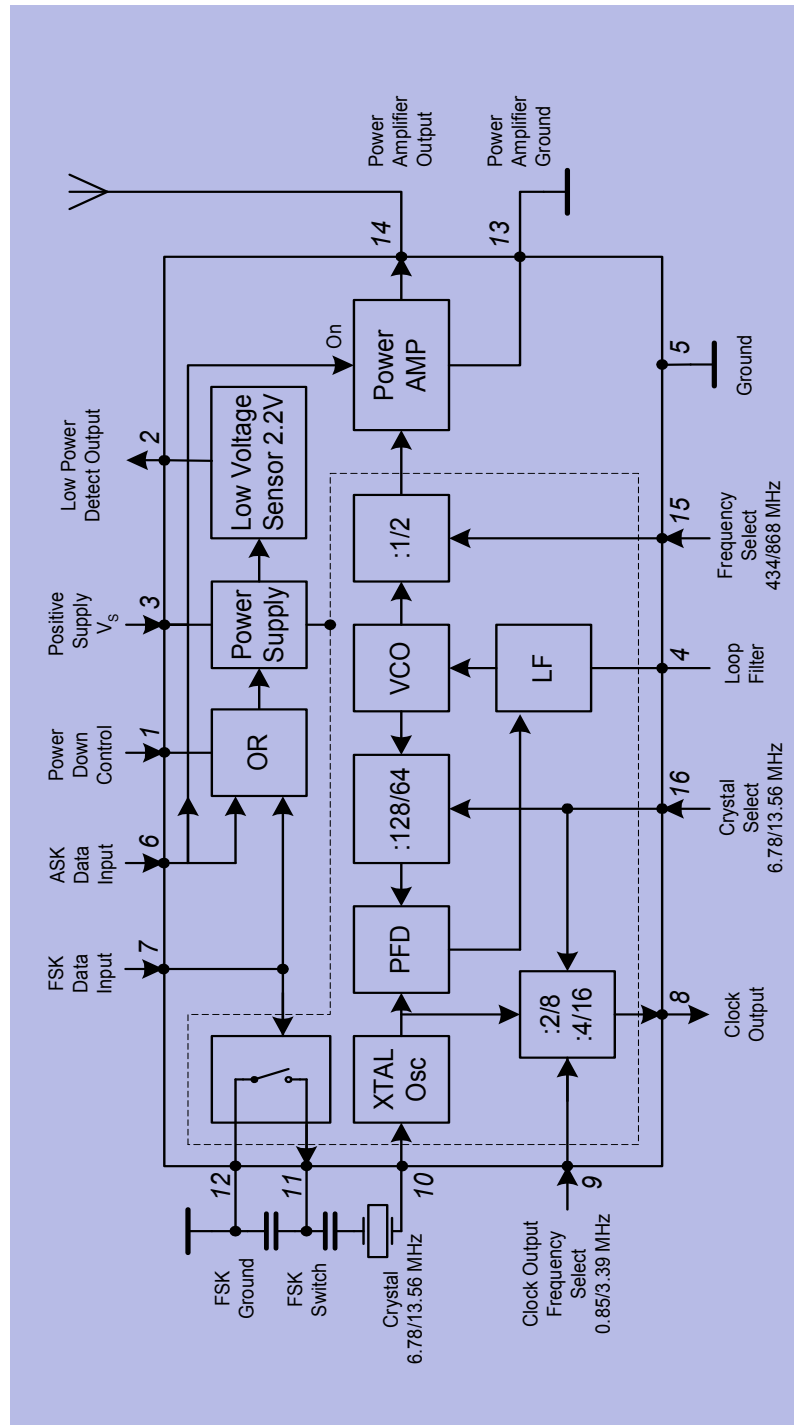 FSK
Data
Input
7
ASK
Data
Input
6
Power
Down
Control
1
Positive
Supply
VS
3
Low Power
Detect Output
2
OR
Power
Supply
Low Voltage
Sensor 2.2V
On
Power
AMP
14
Power
Amplifier
Output
13
Power
Amplifier
Ground
12
FSK
Ground
11
FSK
Switch
10
Crystal
6.78/13.56 MHz
XTAL
Osc
PFD
:128/64
VCO
:1/2
:2/8
:4/16
LF
9
Clock Output
Frequency
Select
0.85/3.39 MHz
8
Clock
Output
16
Crystal
Select
6.78/13.56 MHz
4
Loop
Filter
15
Frequency
Select
434/868 MHz
5
Ground